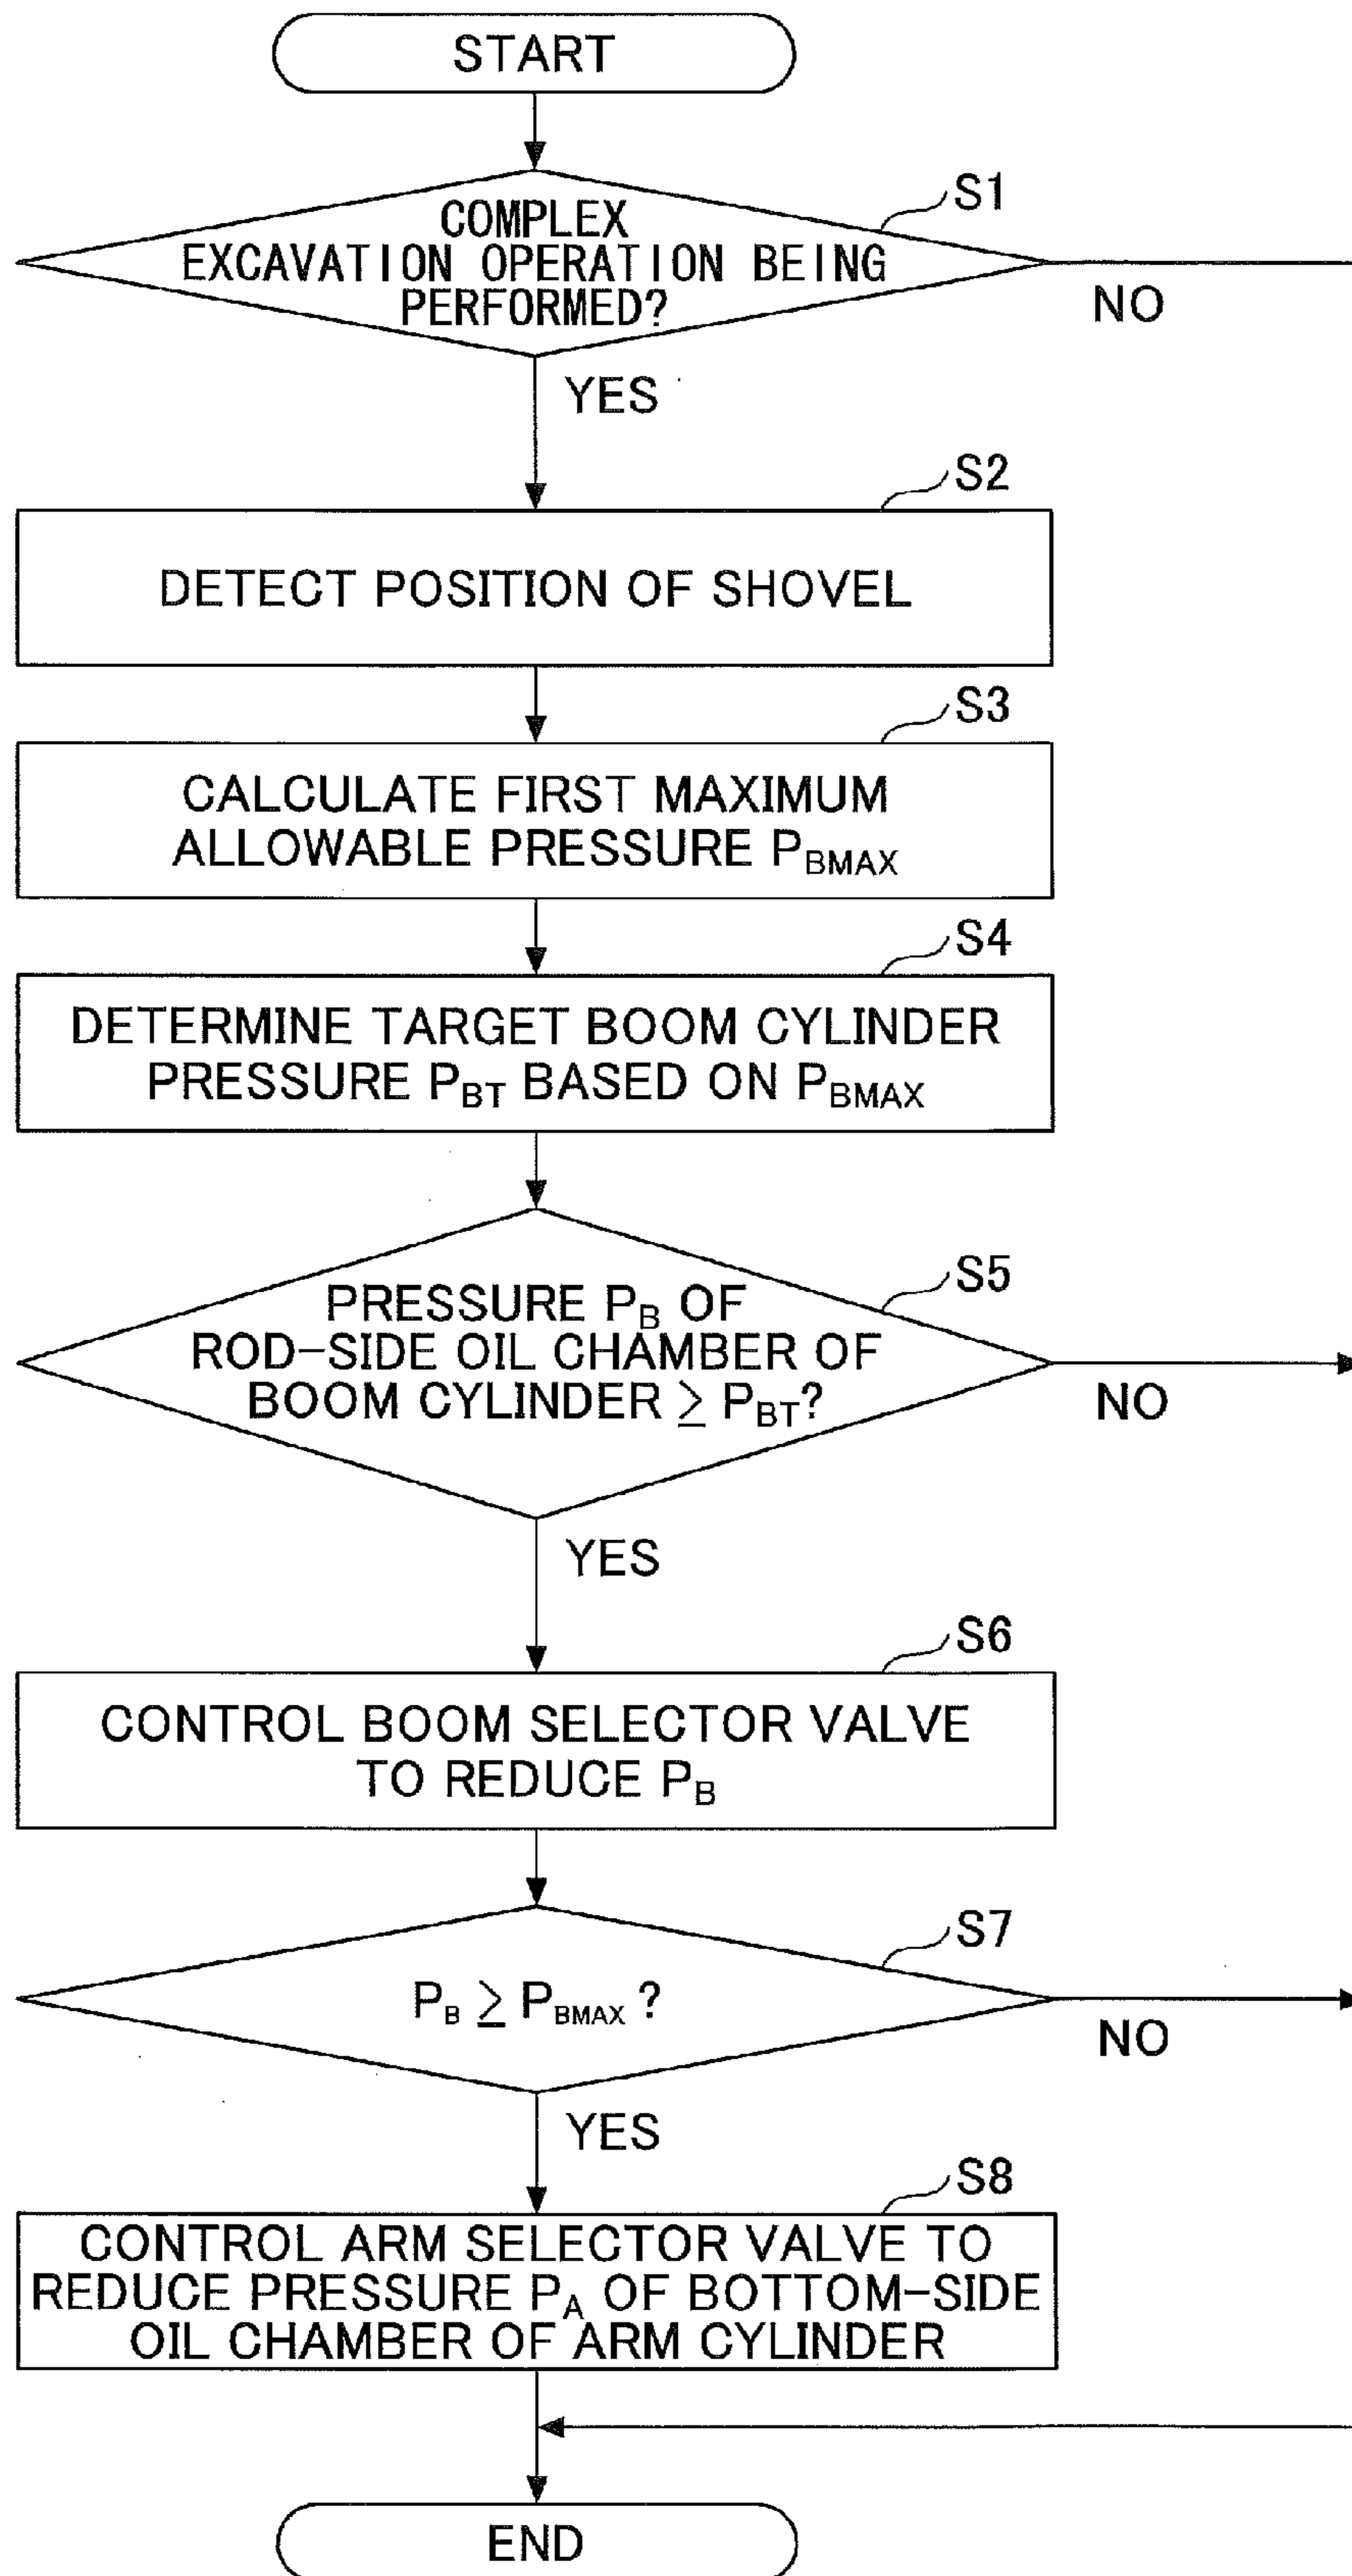 START
S1
COMPLEX
EXCAVATION OPERATION BEING
PERFORMED?
NO
YES
S2
DETECT POSITION OF SHOVEL
S3
CALCULATE FIRST MAXIMUM
ALLOWABLE PRESSURE PBMAX
S4
DETERMINE TARGET BOOM CYLINDER
PRESSURE PBT BASED ON PBMAX
S5
PRESSURE PB OF
ROD-SIDE OIL CHAMBER OF
BOOM CYLINDER ≥ PBT?
NO
YES
S6
CONTROL BOOM SELECTOR VALVE
TO REDUCE PB
S7
PB ≥ PBMAX ?
NO
YES
S8
CONTROL ARM SELECTOR VALVE TO
REDUCE PRESSURE PA OF BOTTOM-SIDE
OIL CHAMBER OF ARM CYLINDER
END